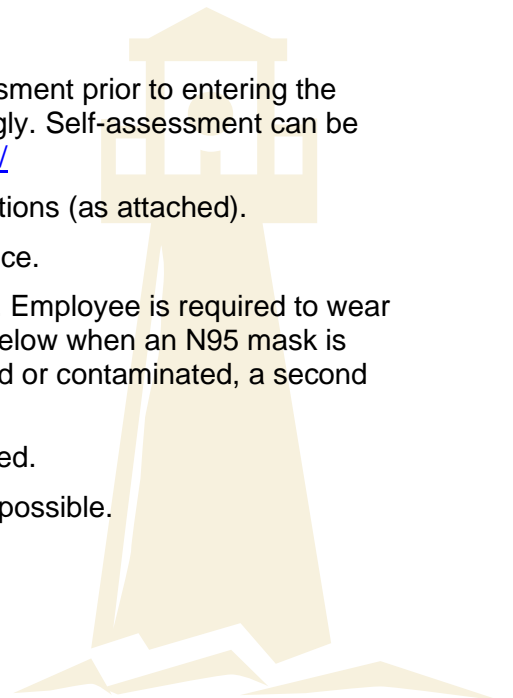 sment prior to entering the
gly. Self-assessment can be
/
tions (as attached).
ce.
Employee is required to wear
elow when an N95 mask is
d or contaminated, a second
ed.
possible.